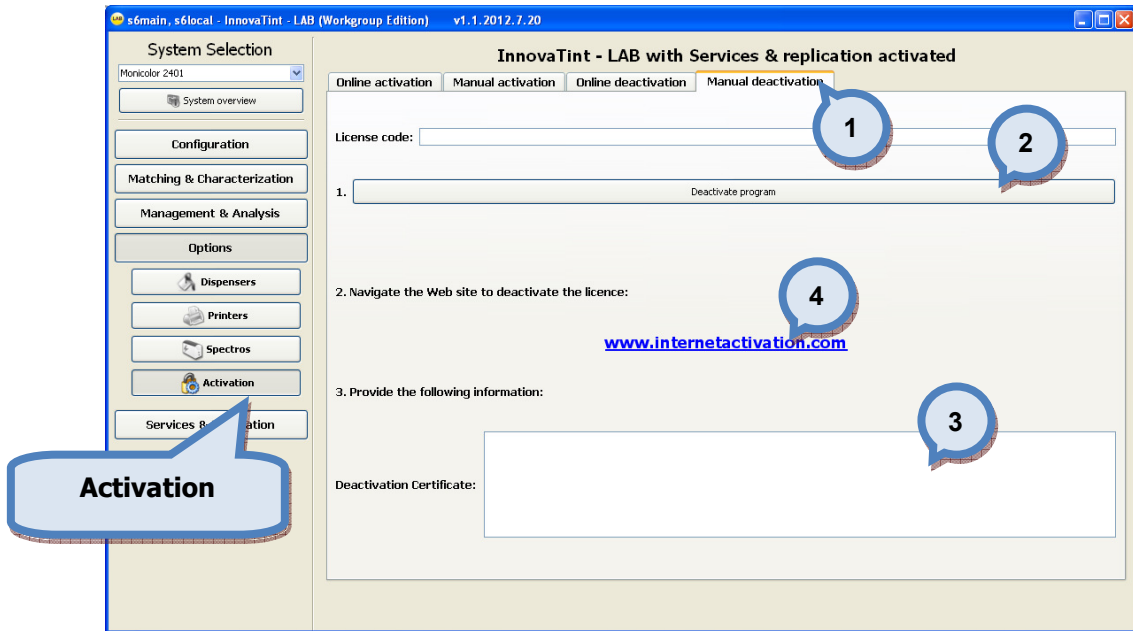 s6main, s6local - InnovaTint - LAB (Workgroup Edition) v1.1.2012.7.20
System Selection
Monicolor 2401
System overview
Configuration
Matching & Characterization
Management & Analysis
Options
Dispensers
Printers
Spectros
Activation
Services &
ation
Activation
InnovaTint - LAB with Services & replication activated
Online activation Manual activation Online deactivation Manual deactivation
1
2
License code:
1. Deactivate program
2. Navigate the Web site to deactivate the licence:
4
www.internetactivation.com
3. Provide the following information:
3
Deactivation Certificate: